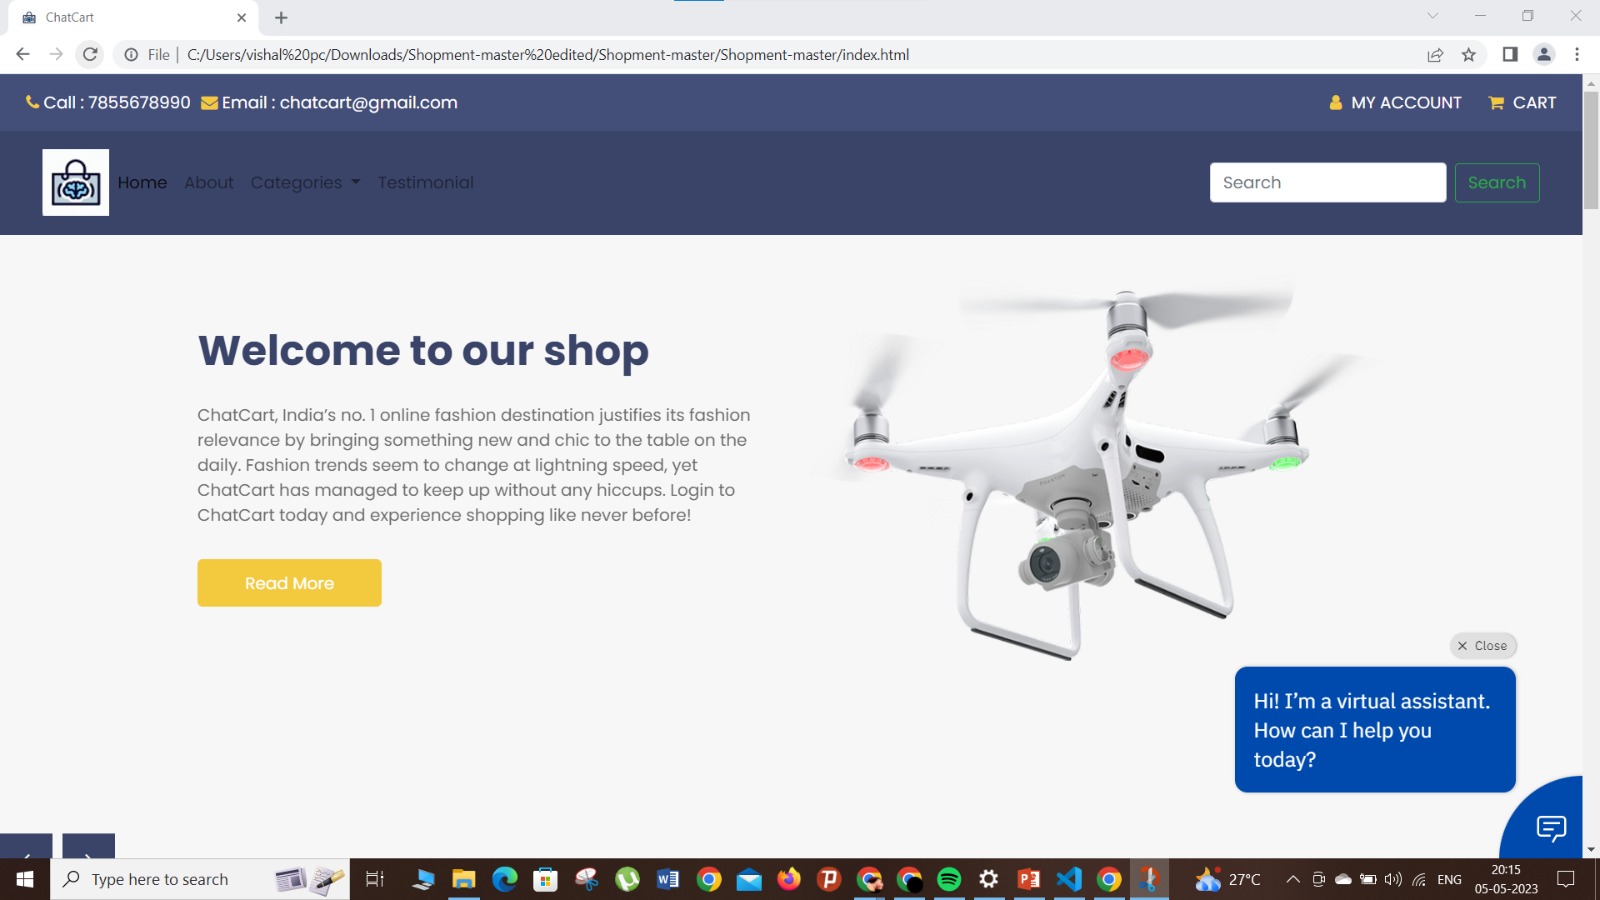 ChatCart
File
C:/Users/vishal%20pc/Downloads/Shopment-master%20edited/Shopment-master/Shopment-master/index.html
Call : 7855678990 Email : chatcart@gmail.com
MY ACCOUNT CART
Home About Categories Testimonial
Search Search
Welcome to our shop
ChatCart, India’s no. 1 online fashion destination justifies its fashion
relevance by bringing something new and chic to the table on the
daily. Fashion trends seem to change at lightning speed, yet
ChatCart has managed to keep up without any hiccups. Login to
ChatCart today and experience shopping like never before!
Read More
Close
Hi! I’m a virtual assistant.
How can I help you
today?
Type here to search
27°C
ENG
20:15
05-05-2023